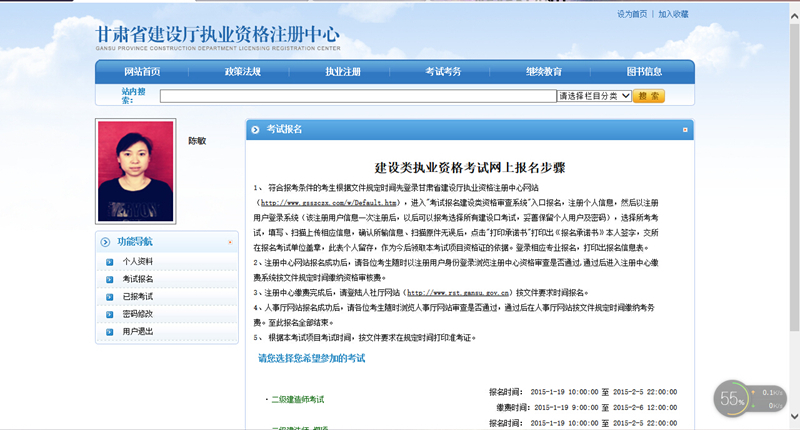 设为首页 | 加入收藏
甘肃省建设厅执业资格注册中心
GANSU PROVINCE CONSTRUCTION DEPARTMENT LICENSING REGISTRATION CENTER
网站首页 政策法规 执业注册 考试考务 继续教育 图书信息
站内搜索： 请选择栏目分类 搜 索
陈敏
考试报名
建设类执业资格考试网上报名步骤
1、 符合报考条件的考生根据文件规定时间先登录甘肃省建设厅执业资格注册中心网站
（http://www.gsszcsx.com/w/Default.htm），进入"考试报名建设类资格审查系统"入口报名，注册个人信息，然后以注册
用户登录系统（该注册用户信息一次注册后，以后可以报考选择所有建设口考试，妥善保留个人用户及密码），选择所考考
试，填写、扫描上传相应信息，确认所输信息、扫描原件无误后，点击"打印承诺书"打印出《报名承诺书》本人签字，交所
在报名考试单位盖章，此表个人留存，作为今后领取本考试项目资格证的依据。登录相应专业报名，打印出报名信息表。
2、注册中心网站报名成功后，请各位考生随时以注册用户身份登录浏览注册中心资格审查是否通过,通过后进入注册中心缴
费系统按文件规定时间缴纳资格审核费。
3、注册中心缴费完成后，请登陆人社厅网站（http://www.rst.gansu.gov.cn）按文件要求时间报名。
4、人事厅网站报名成功后，请各位考生随时浏览人事厅网站审查是否通过，通过后在人事厅网站按文件规定时间缴纳考务
费。至此报名全部结束。
5、 根据本考试项目考试时间，按文件要求在规定时间打印准考证。
功能导航
个人资料
考试报名
已报考试
密码修改
用户退出
请您选择您希望参加的考试
· 二级建造师考试
报名时间： 2015-1-19 10:00:00 至 2015-2-5 22:00:00
缴费时间：2015-1-19 9:00:00 至 2015-2-6 12:00:00
报名时间： 2015-1-19 10:00:00 至 2015-2-5 22:00:00
55%
0.1K/s
0K/s